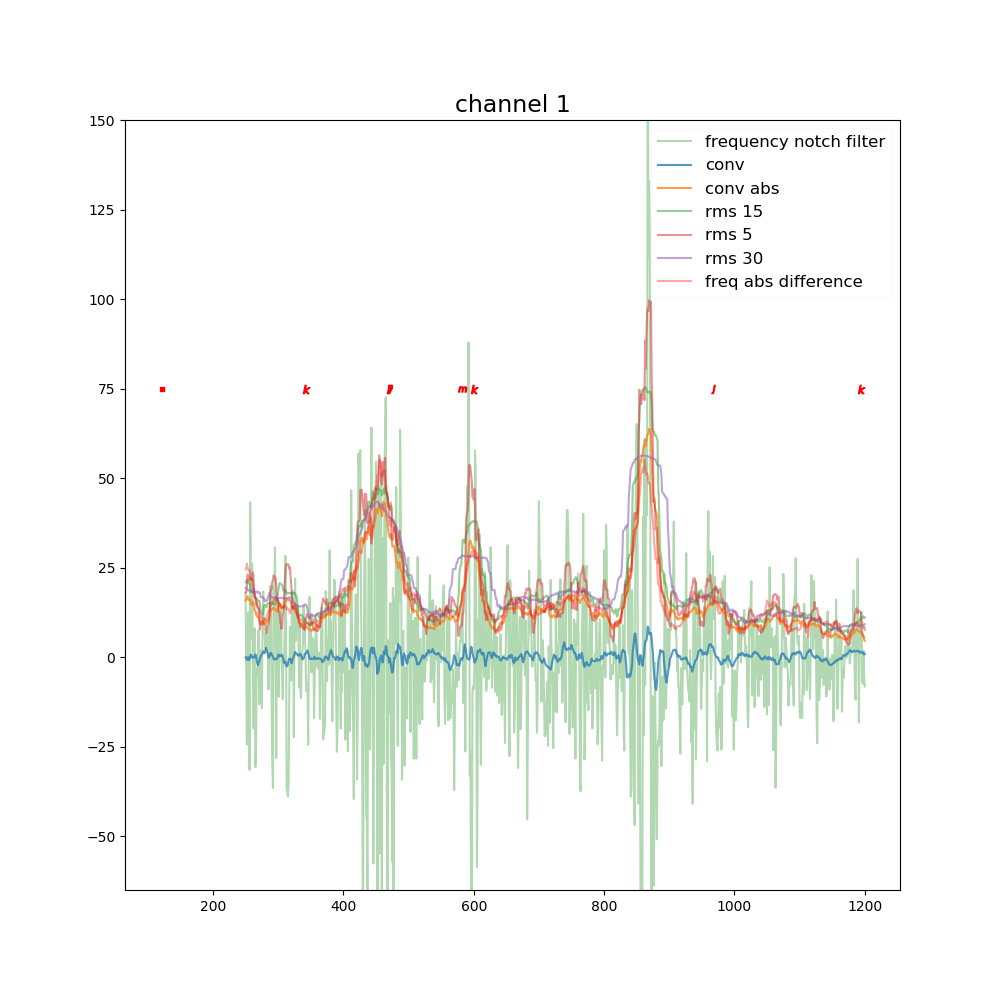 channel 1
150
125
100
75
50
25
0
−25
−50
frequency notch filter
conv
conv abs
rms 15
rms 5
rms 30
freq abs difference
k m k j k
200 400 600 800 1000 1200